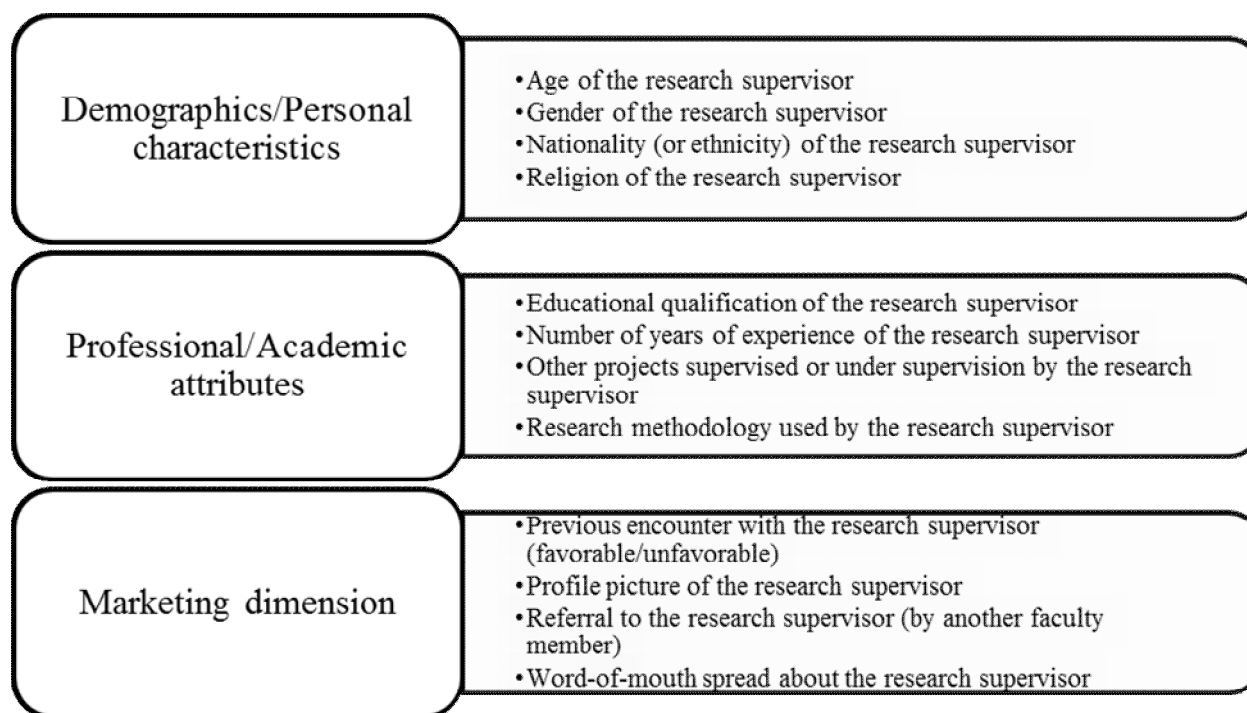 Demographics/Personal
characteristics
•Age of the research supervisor
•Gender of the research supervisor
•Nationality (or ethnicity) of the research supervisor
•Religion of the research supervisor
Professional/Academic
attributes
•Educational qualification of the research supervisor
•Number of years of experience of the research supervisor
•Other projects supervised or under supervision by the research
supervisor
•Research methodology used by the research supervisor
Marketing dimension
•Previous encounter with the research supervisor
(favorable/unfavorable)
•Profile picture of the research supervisor
•Referral to the research supervisor (by another faculty
member)
•Word-of-mouth spread about the research supervisor